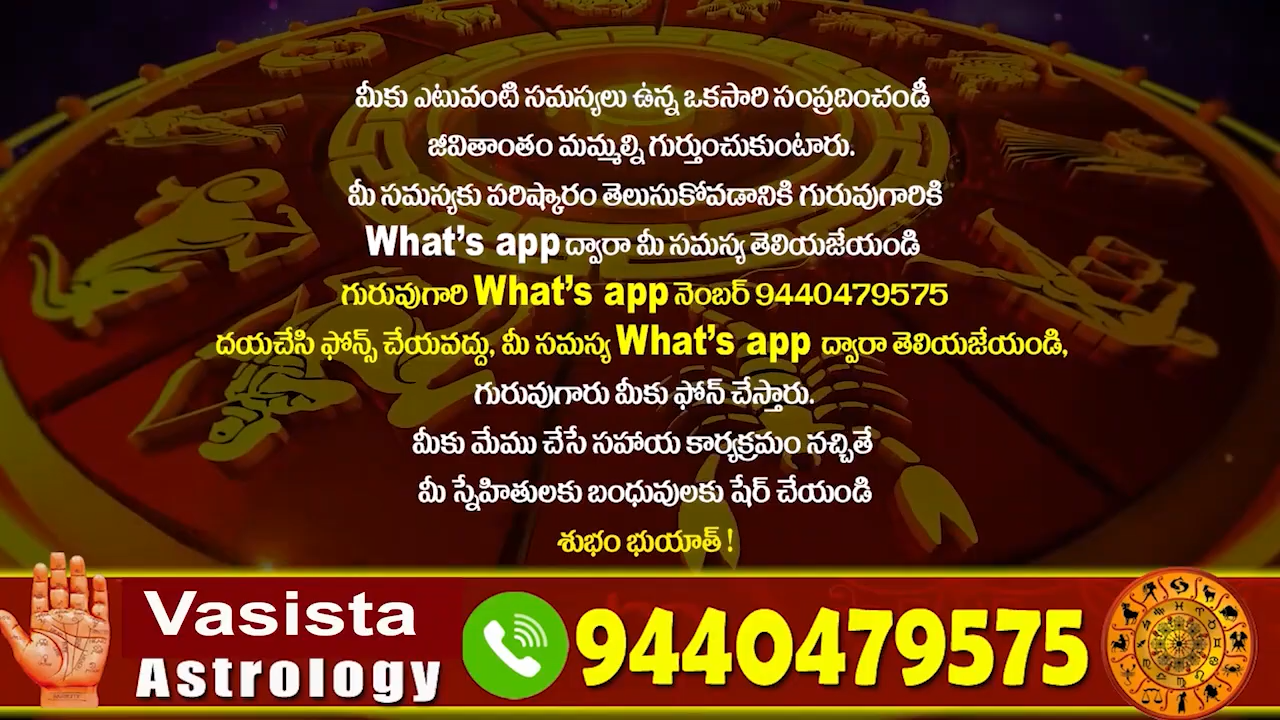 మీకు ఎటువంటి సమస్యలు ఉన్న ఒకసారి సంప్రదించండీ
జీవితాంతం మమ్మల్ని గుర్తుంచుకుంటారు.
మీ సమస్యకు పరిష్కారం తెలుసుకోవడానికి గురువుగారికి
What's app ద్వారా మీ సమస్య తెలియజేయండి
గురువుగారి What's app నెంబర్ 9440479575
దయచేసి ఫోన్స్ చేయవద్దు, మీ సమస్య What's app ద్వారా తెలియజేయండి,
గురువుగారు మీకు ఫోన్ చేస్తారు.
మీకు మేము చేసే సహాయ కార్యక్రమం నచ్చితే
మీ స్నేహితులకు బంధువులకు షేర్ చేయండి
శుభం భుయాత్ !
Vasista
Astrology
9440479575